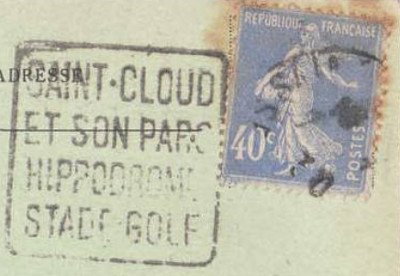 ADRESSE
SAINT·CLOUD
ET SON PARC
HIPPODROME
STADE GOLF
REPUBLIQUE FRANÇAISE
40c
POSTES